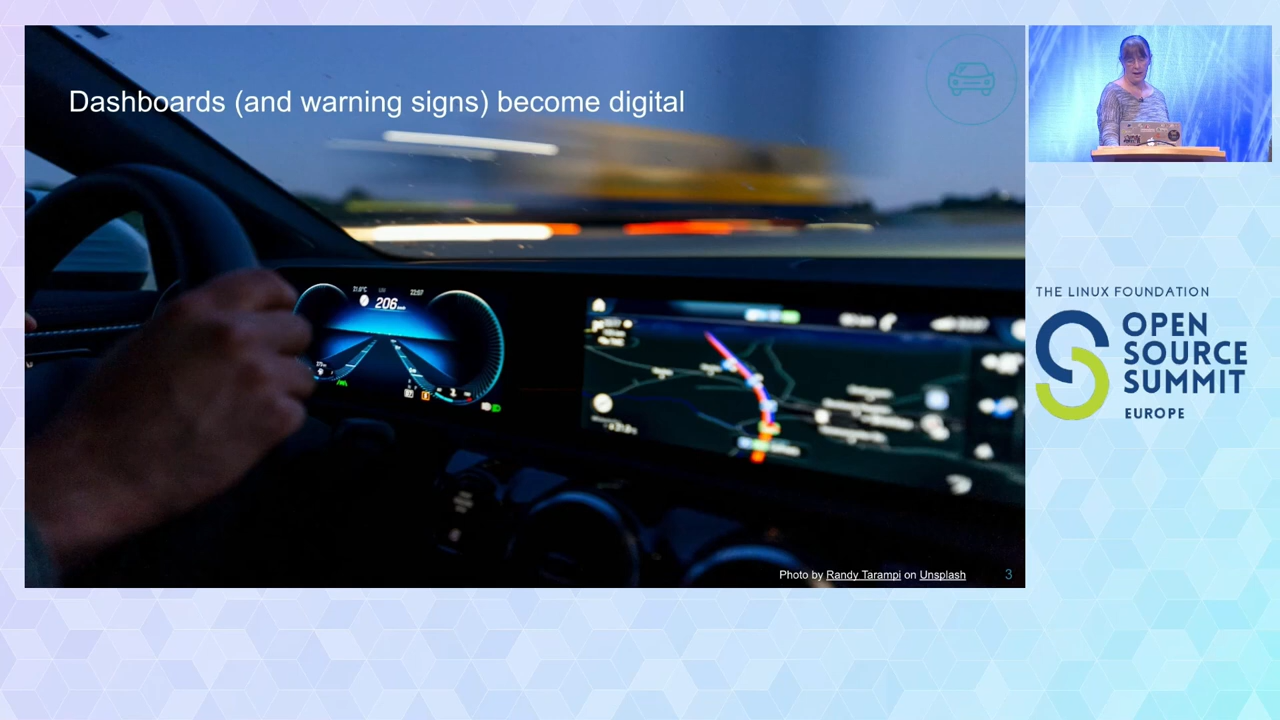 Dashboards (and warning signs) become digital
206
Photo by Randy Tarampi on Unsplash
3
THE LINUX FOUNDATION
OPEN
SOURCE
SUMMIT
EUROPE